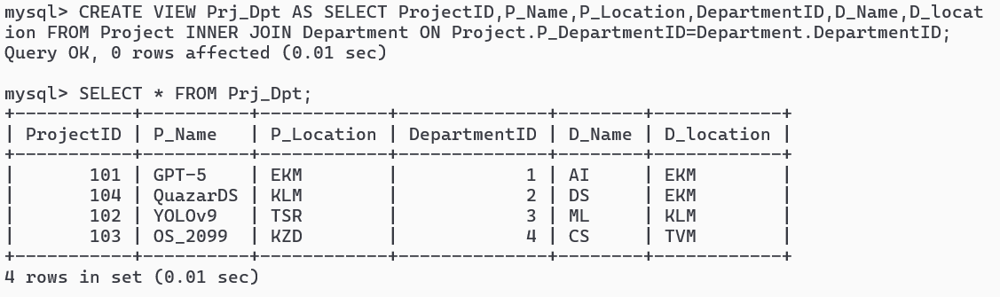 mysql> CREATE VIEW Prj_Dpt AS SELECT ProjectID,P_Name,P_Location,DepartmentID,D_Name,D_locat
ion FROM Project INNER JOIN Department ON Project.P_DepartmentID=Department.DepartmentID;
Query OK, 0 rows affected (0.01 sec)

mysql> SELECT * FROM Prj_Dpt;
+-----------+----------+------------+--------------+--------+------------+
| ProjectID | P_Name   | P_Location | DepartmentID | D_Name | D_location |
+-----------+----------+------------+--------------+--------+------------+
|       101 | GPT-5    | EKM        |            1 | AI     | EKM        |
|       104 | QuazarDS | KLM        |            2 | DS     | EKM        |
|       102 | YOLOv9   | TSR        |            3 | ML     | KLM        |
|       103 | OS_2099  | KZD        |            4 | CS     | TVM        |
+-----------+----------+------------+--------------+--------+------------+
4 rows in set (0.01 sec)